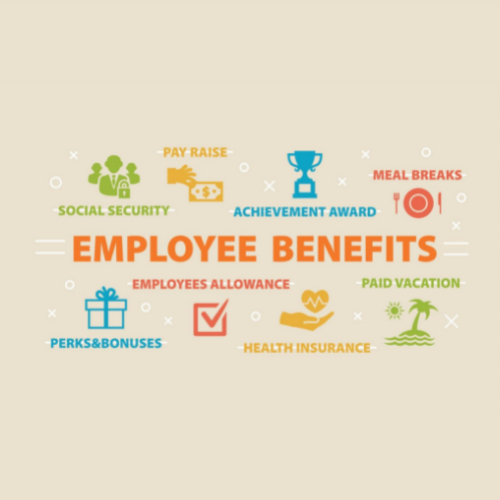 PAY RAISE
MEAL BREAKS
SOCIAL SECURITY
ACHIEVEMENT AWARD
EMPLOYEE BENEFITS
EMPLOYEES ALLOWANCE
PAID VACATION
PERKS&BONUSES
HEALTH INSURANCE